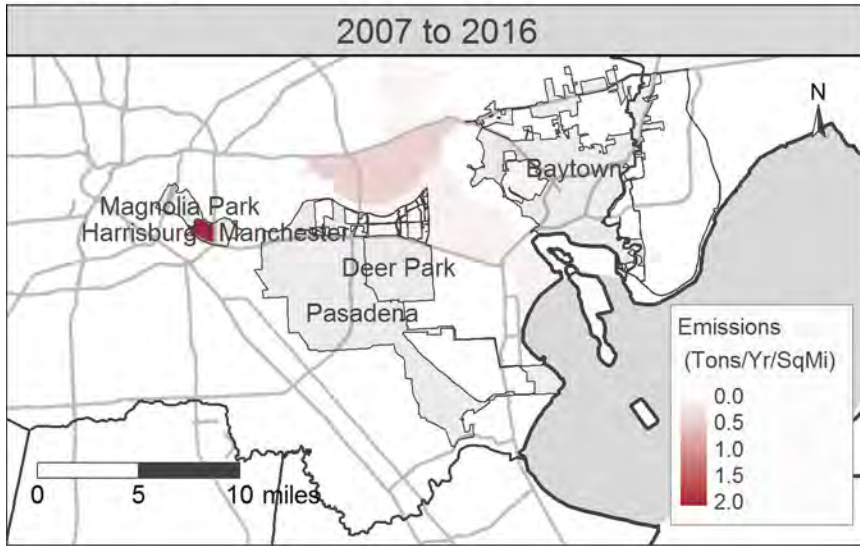 2007 to 2016
N
Baytown
Magnolia Park
Harrisburg Manchester
Deer Park
Pasadena
Emissions
(Tons/Yr/SqMi)
0.0
0.5
1.0
1.5
2.0
0 5 10 miles